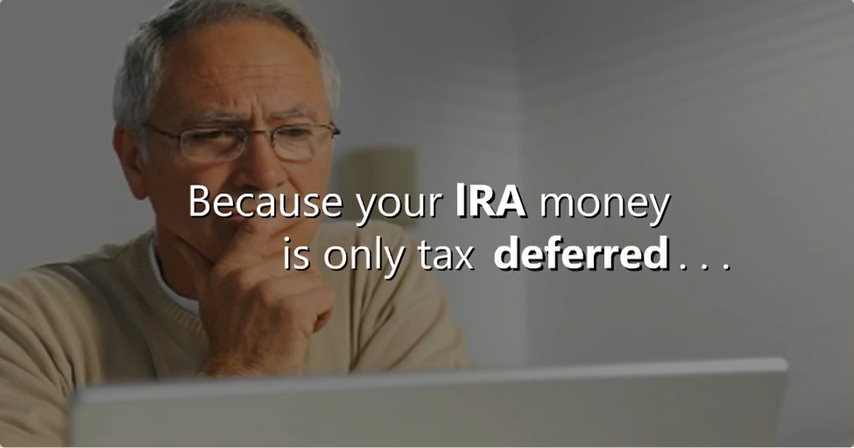 Because your IRA money
is only tax deferred . . .